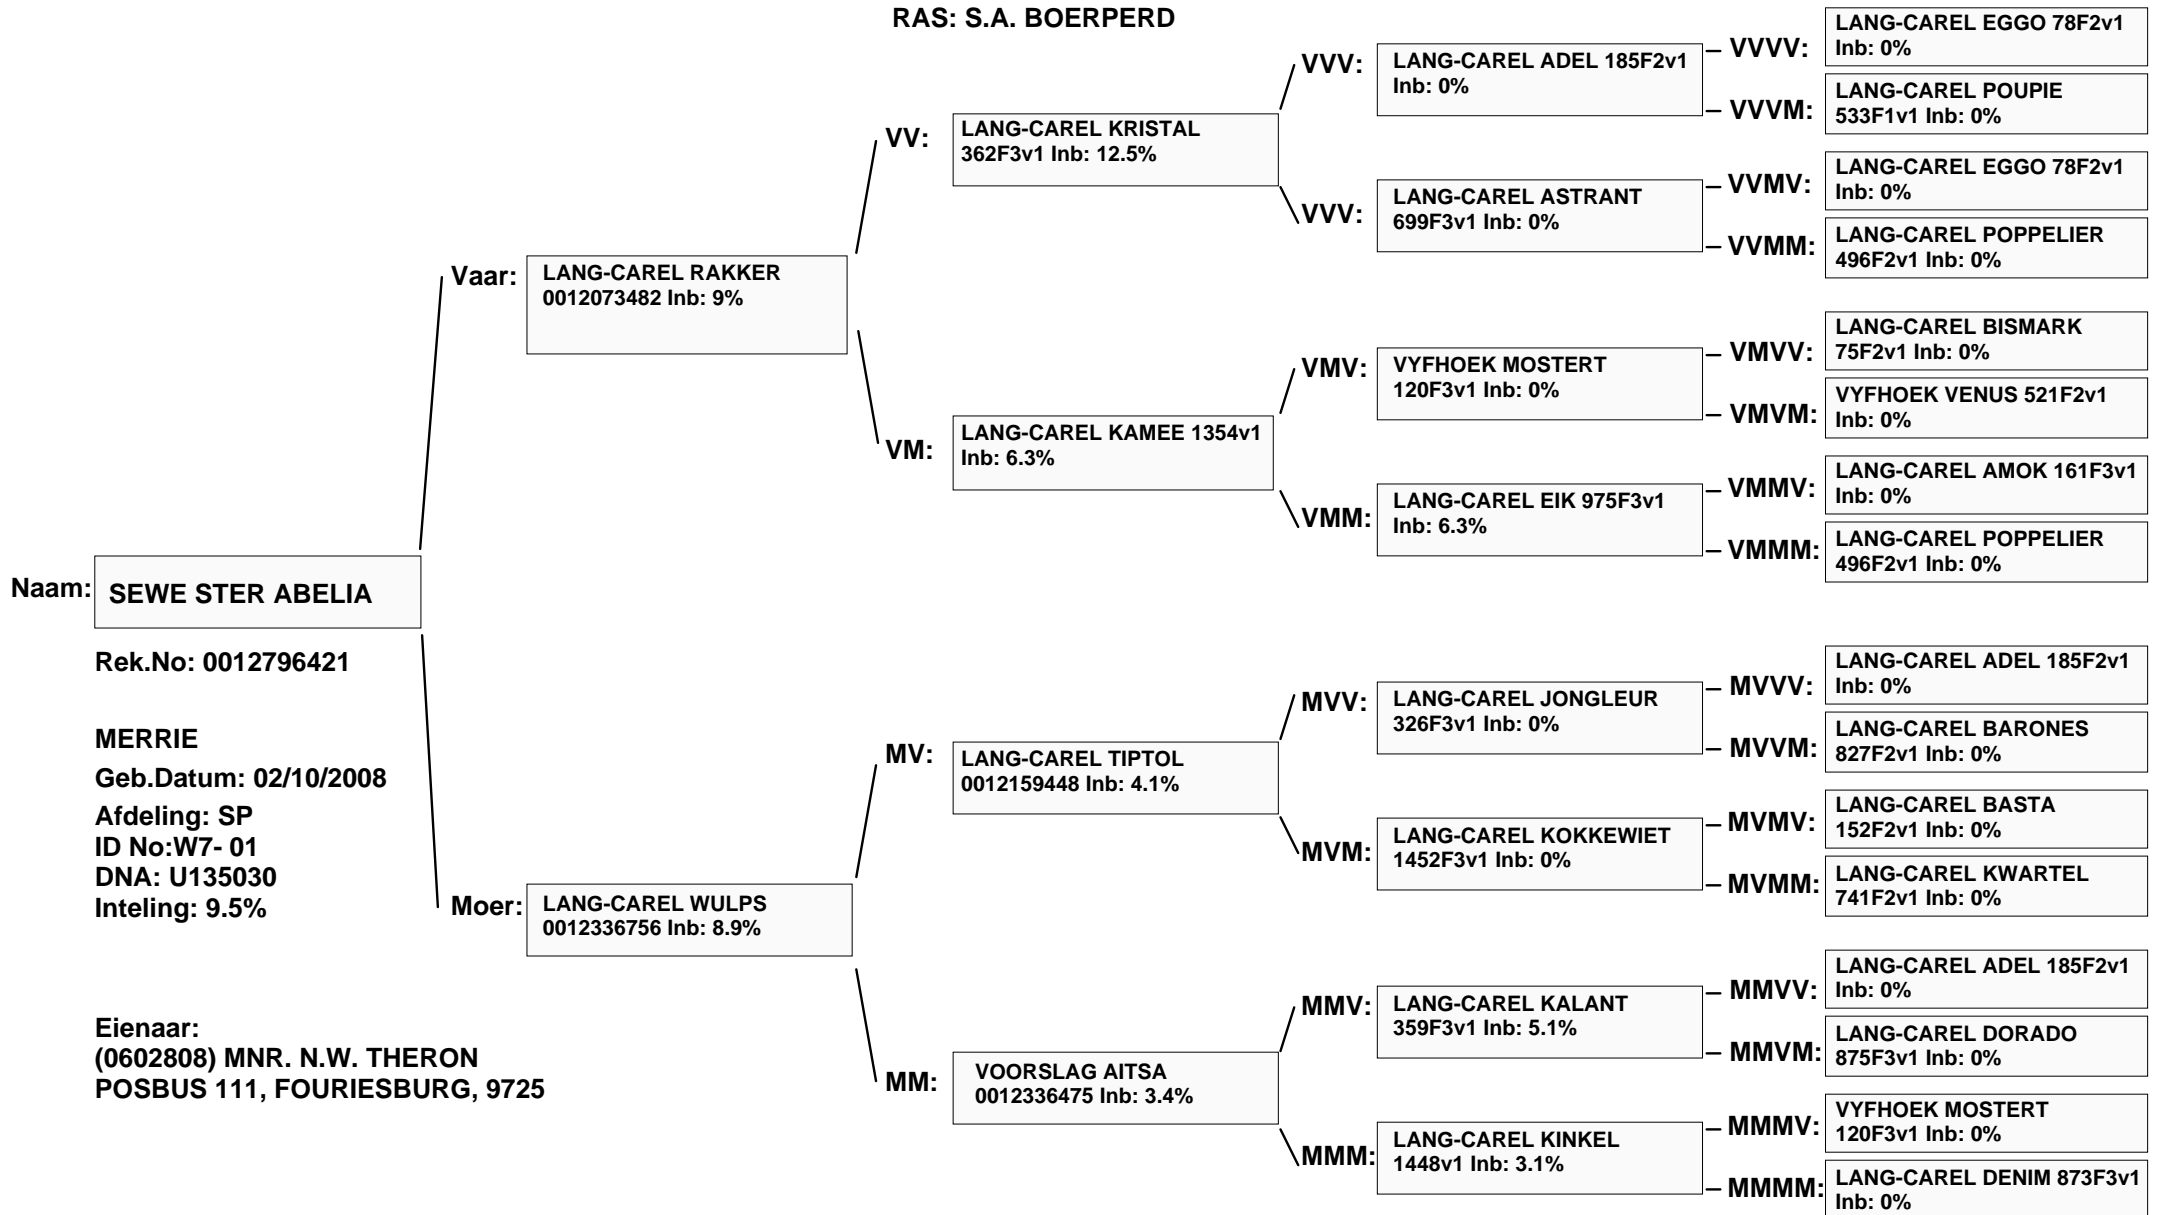 RAS: S.A. BOERPERD
Naam:
SEWE STER ABELIA
Rek.No: 0012796421
MERRIE
Geb.Datum: 02/10/2008
Afdeling: SP
ID No:W7- 01
DNA: U135030
Inteling: 9.5%
Eienaar:
(0602808) MNR. N.W. THERON
POSBUS 111, FOURIESBURG, 9725
Vaar:
LANG-CAREL RAKKER
0012073482 Inb: 9%
Moer:
LANG-CAREL WULPS
0012336756 Inb: 8.9%
VV:
LANG-CAREL KRISTAL
362F3v1 Inb: 12.5%
VM:
LANG-CAREL KAMEE 1354v1
Inb: 6.3%
MV:
LANG-CAREL TIPTOL
0012159448 Inb: 4.1%
MM:
VOORSLAG AITSA
0012336475 Inb: 3.4%
VVV:
LANG-CAREL ADEL 185F2v1
Inb: 0%
VVV:
LANG-CAREL ASTRANT
699F3v1 Inb: 0%
VMV:
VYFHOEK MOSTERT
120F3v1 Inb: 0%
VMM:
LANG-CAREL EIK 975F3v1
Inb: 6.3%
MVV:
LANG-CAREL JONGLEUR
326F3v1 Inb: 0%
MVM:
LANG-CAREL KOKKEWIET
1452F3v1 Inb: 0%
MMV:
LANG-CAREL KALANT
359F3v1 Inb: 5.1%
MMM:
LANG-CAREL KINKEL
1448v1 Inb: 3.1%
VVVV:
LANG-CAREL EGGO 78F2v1
Inb: 0%
VVVM:
LANG-CAREL POUPIE
533F1v1 Inb: 0%
VVMV:
LANG-CAREL EGGO 78F2v1
Inb: 0%
VVMM:
LANG-CAREL POPPELIER
496F2v1 Inb: 0%
VMVV:
LANG-CAREL BISMARK
75F2v1 Inb: 0%
VMVM:
VYFHOEK VENUS 521F2v1
Inb: 0%
VMMV:
LANG-CAREL AMOK 161F3v1
Inb: 0%
VMMM:
LANG-CAREL POPPELIER
496F2v1 Inb: 0%
MVVV:
LANG-CAREL ADEL 185F2v1
Inb: 0%
MVVM:
LANG-CAREL BARONES
827F2v1 Inb: 0%
MVMV:
LANG-CAREL BASTA
152F2v1 Inb: 0%
MVMM:
LANG-CAREL KWARTEL
741F2v1 Inb: 0%
MMVV:
LANG-CAREL ADEL 185F2v1
Inb: 0%
MMVM:
LANG-CAREL DORADO
875F3v1 Inb: 0%
MMMV:
VYFHOEK MOSTERT
120F3v1 Inb: 0%
MMMM:
LANG-CAREL DENIM 873F3v1
Inb: 0%